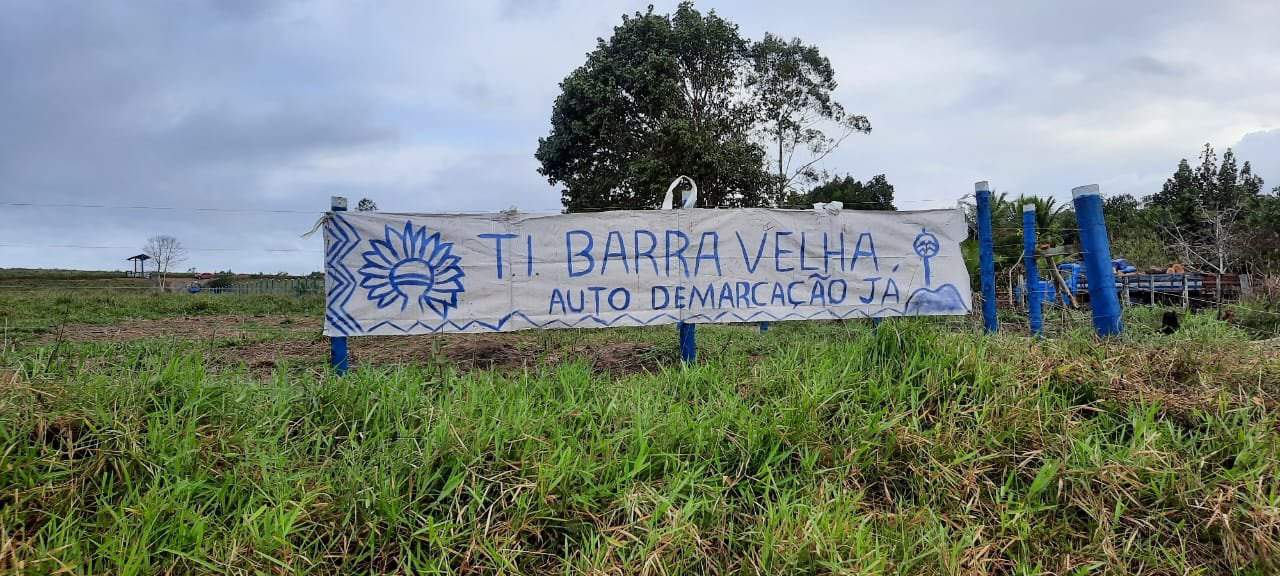 TI BARRA VELHA.
AUTO DEMARCAÇÃO JÁ